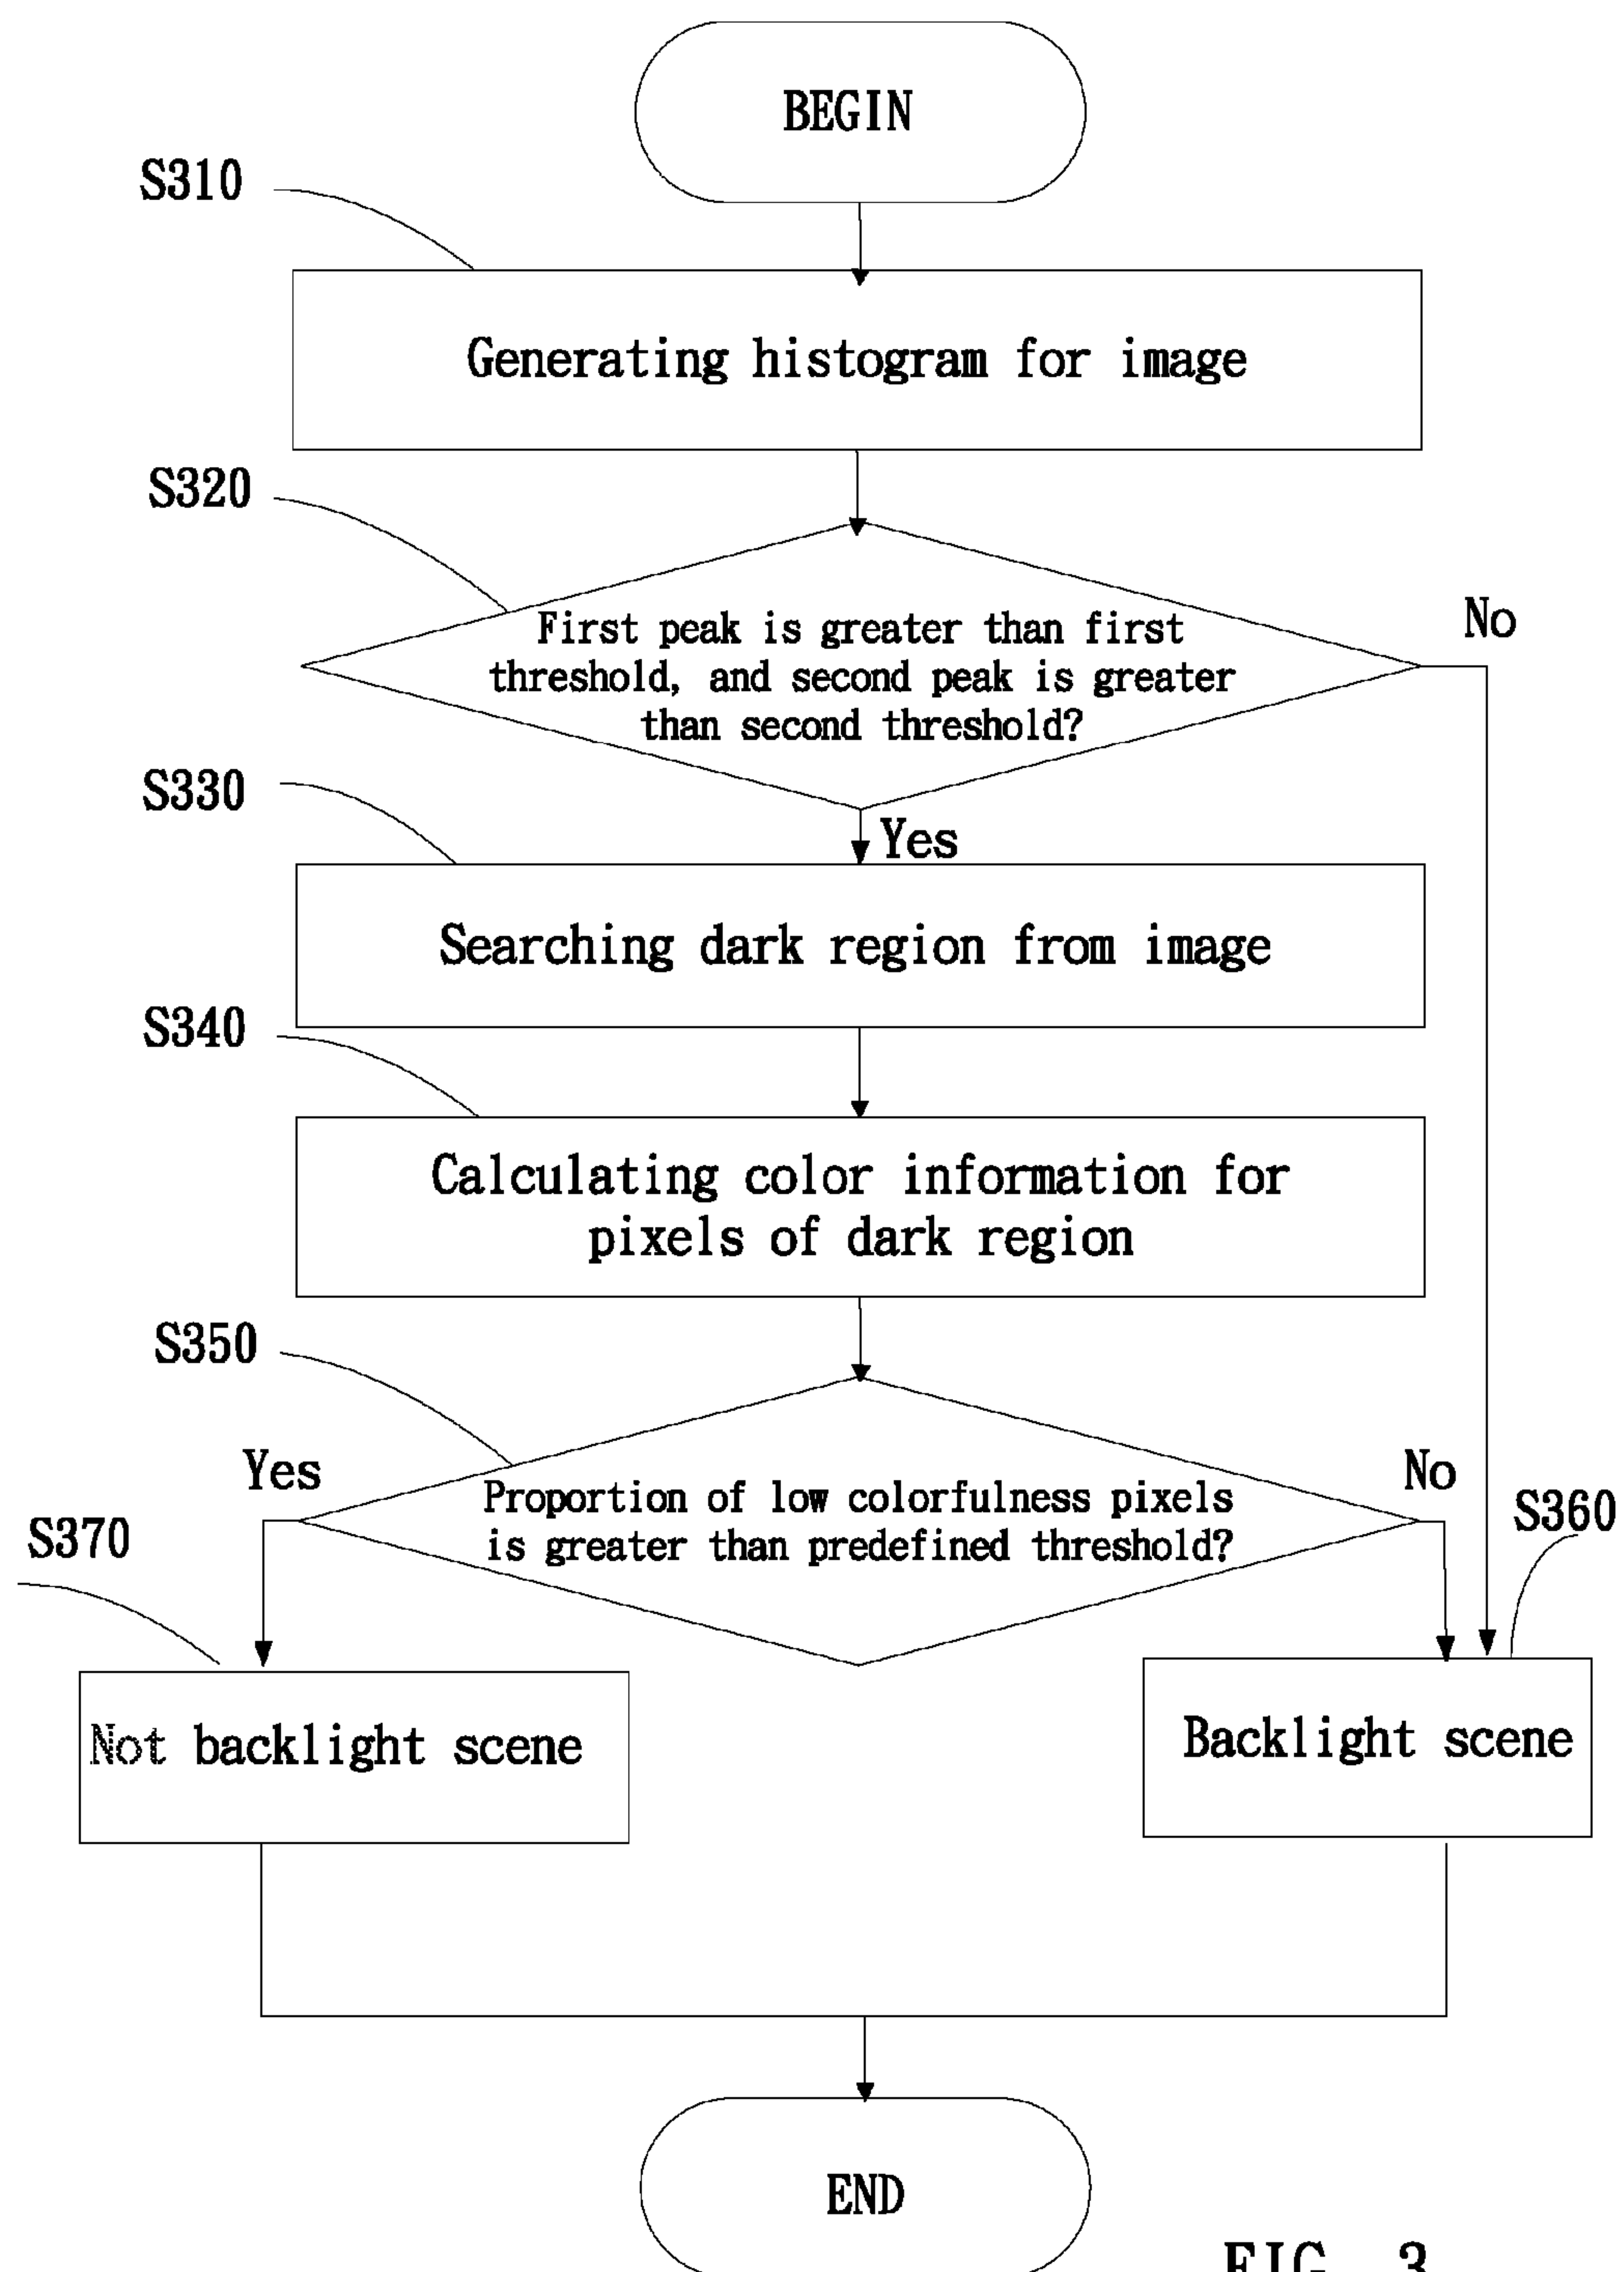 BEGIN
S310
Generating histogram for image
S320
First peak is greater than first
threshold, and second peak is greater
than second threshold?
No
S330
Yes
Searching dark region from image
S340
Calculating color information for
pixels of dark region
S350
Yes
Proportion of low colorfulness pixels
is greater than predefined threshold?
No
S370
S360
Not backlight scene
Backlight scene
END
FIG. 3